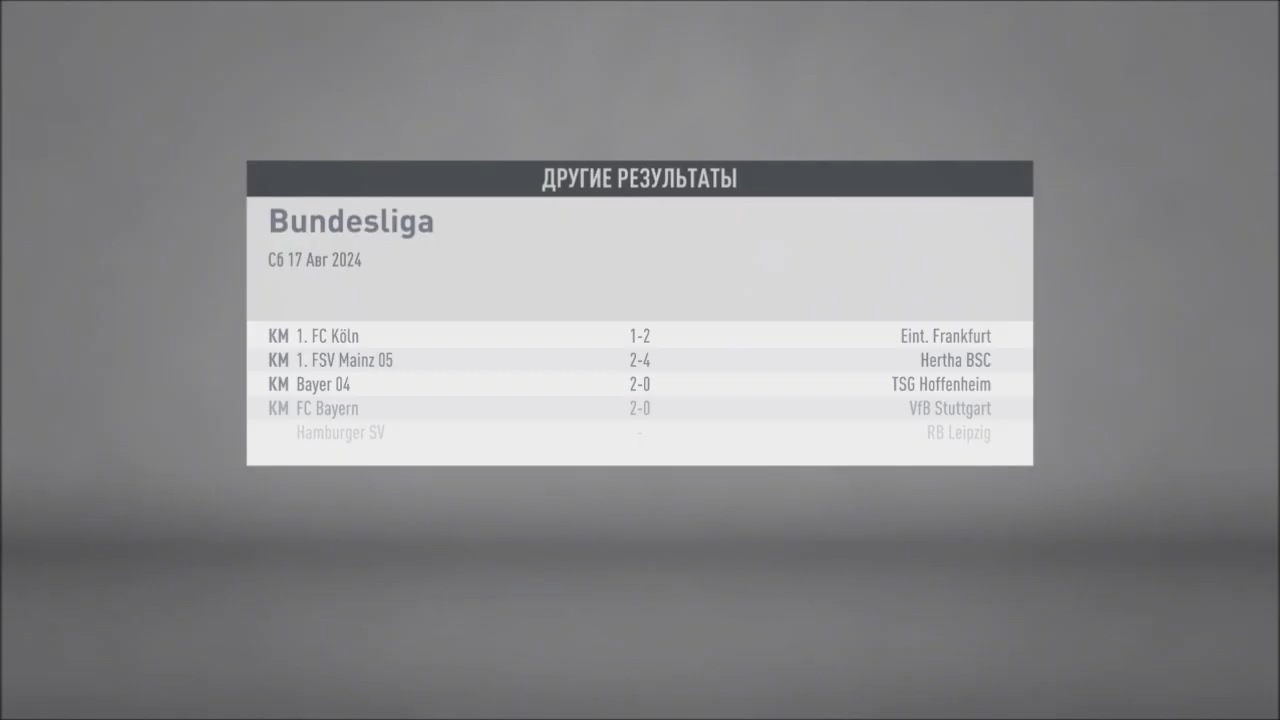 ДРУГИЕ РЕЗУЛЬТАТЫ
Bundesliga
Сб 17 Авг 2024
КМ 1. FC Köln 1-2 Eint. Frankfurt
КМ 1. FSV Mainz 05 2-4 Hertha BSC
КМ Bayer 04 2-0 TSG Hoffenheim
КМ FC Bayern 2-0 VfB Stuttgart
Hamburger SV - RB Leipzig